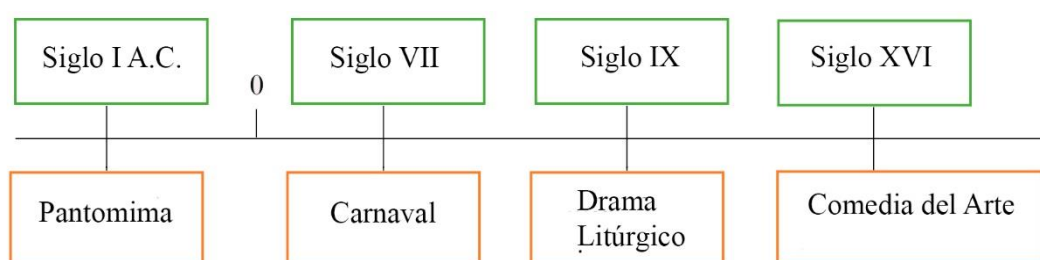 Siglo I A.C.
0
Siglo VII
Siglo IX
Siglo XVI
Pantomima
Carnaval
Drama
Litúrgico
Comedia del Arte